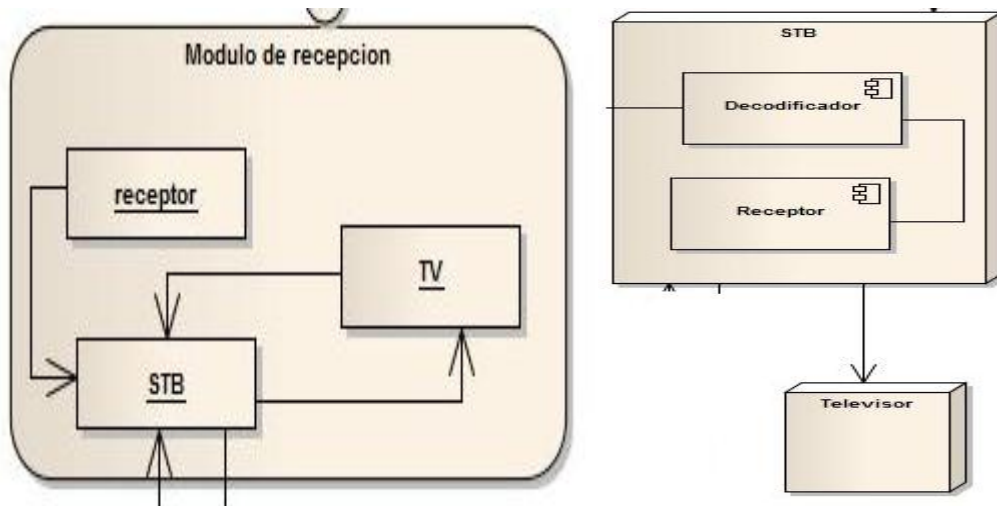 Modulo de recepcion
receptor
TV
STB
STB
Decodificador
Receptor
Televisor